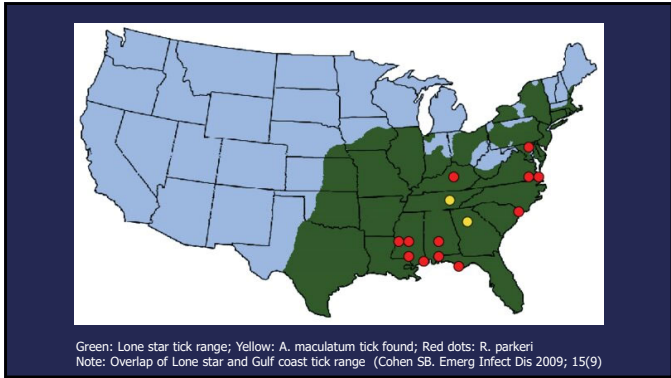 Green: Lone star tick range; Yellow: A. maculatum tick found; Red dots: R. parkeri
Note: Overlap of Lone star and Gulf coast tick range  (Cohen SB. Emerg Infect Dis 2009; 15(9)